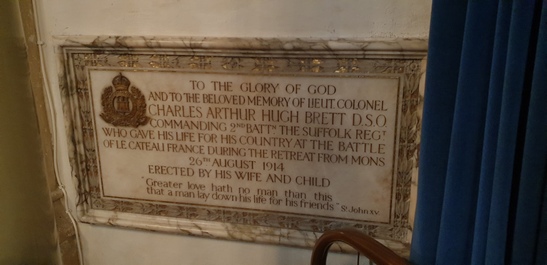 TO THE GLORY OF GOD
AND TO THE BELOVED MEMORY OF LIEUT. COLONEL
CHARLES ARTHUR HUGH BRETT D.S.O
COMMANDING 2ND BATTN THE SUFFOLK REGT
WHO GAVE HIS LIFE FOR HIS COUNTRY AT THE BATTLE
OF LE CATEAU FRANCE DURING THE RETREAT FROM MONS
26TH AUGUST 1914.
ERECTED BY HIS WIFE AND CHILD
"Greater love hath no man than this
that a man lay down his life for his friends" St. John XV